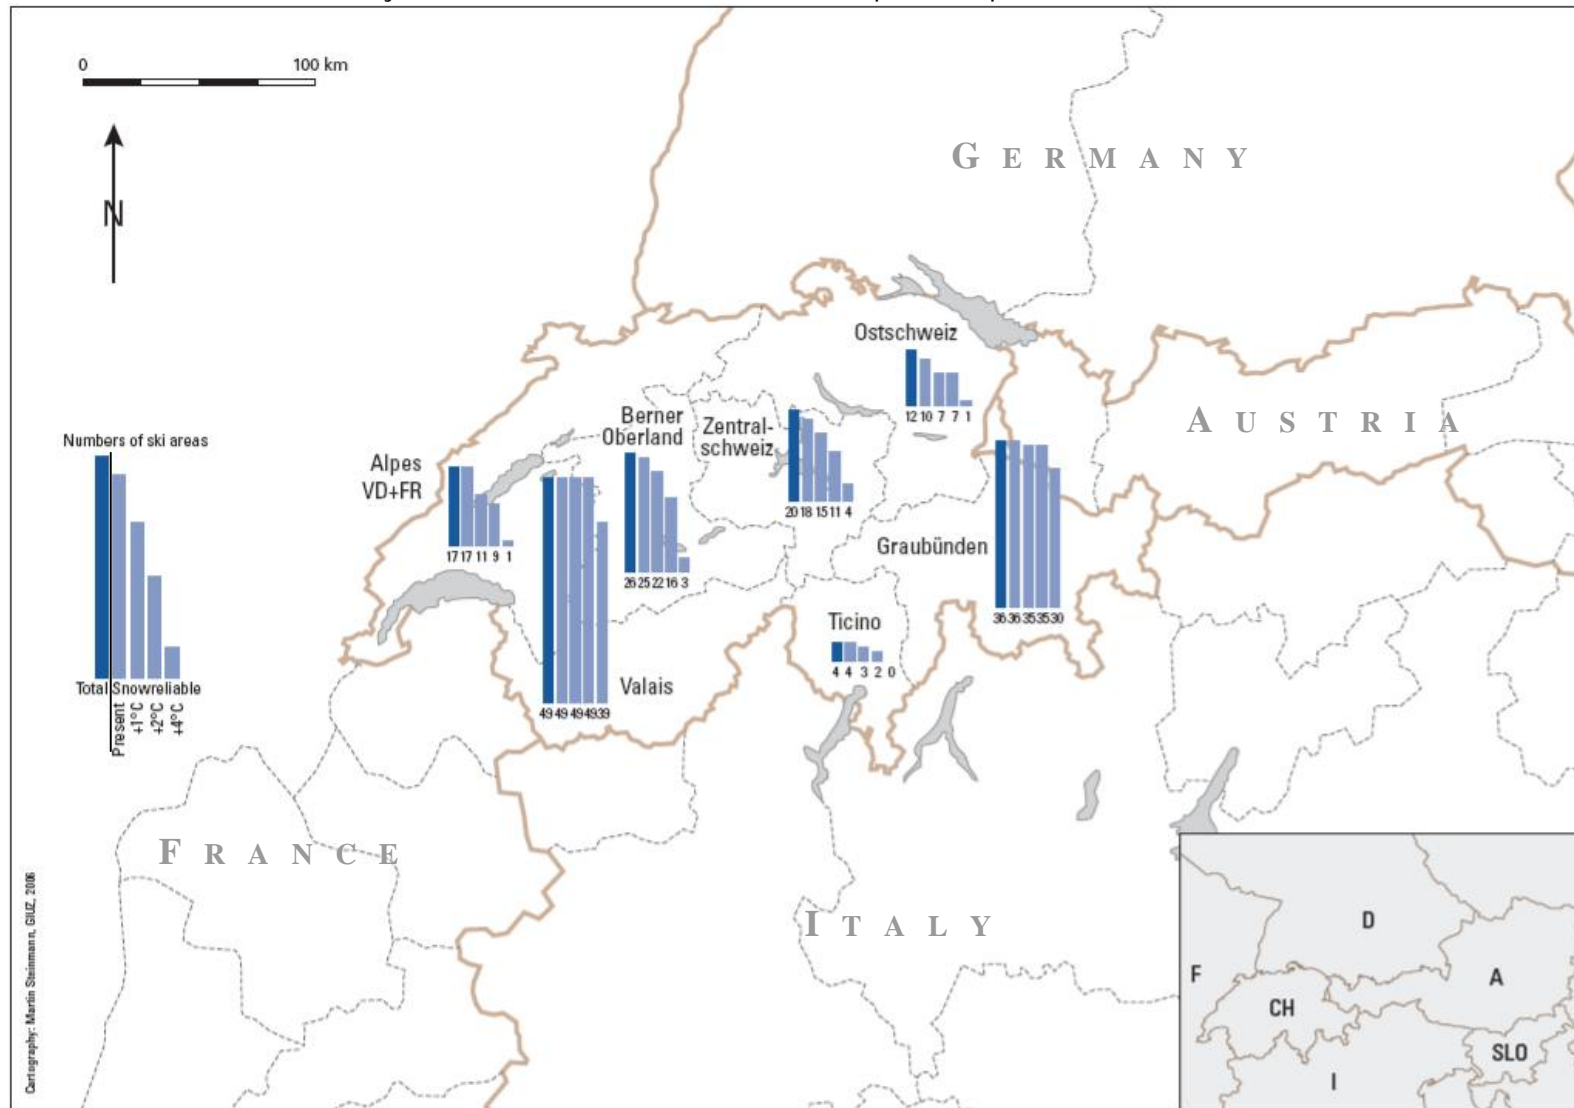 0 100 km
N
GERMANY
Ostschweiz
12 10 7 7 1
AUSTRIA
Berner
Oberland
26 25 22 16 3
Zentral-
schweiz
20 18 15 11 4
Numbers of ski areas
Total Snowreliable
Present
+1°C
+2°C
+4°C
Alpes
VD+FR
17 17 11 9 1
Graubünden
36 36 35 35 30
Ticino
4 4 3 2 0
Valais
49 49 49 49 39
FRANCE
ITALY
Cartography: Martin Steinmann, GIUZ, 2006
D
F
A
CH
SLO
I